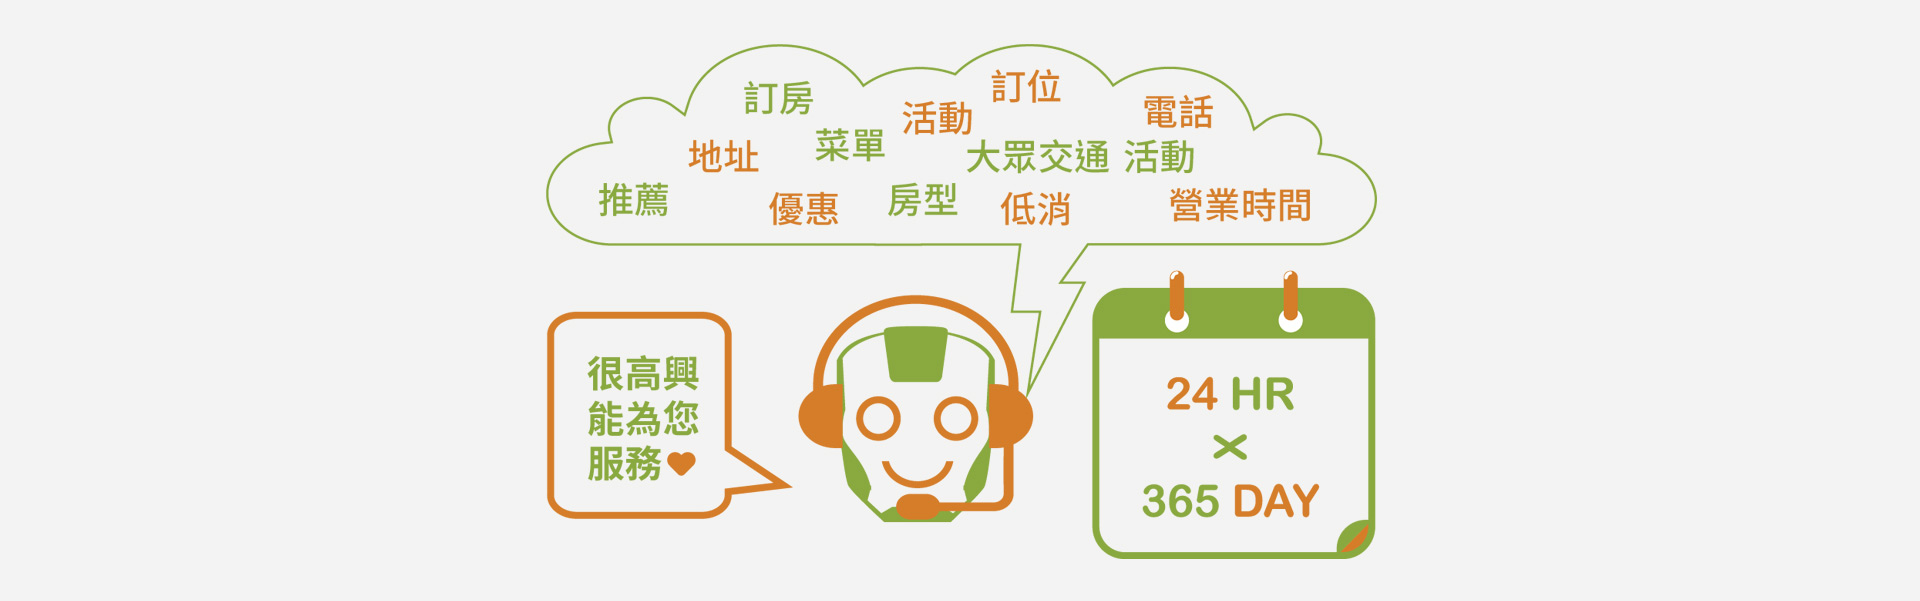 訂位
訂房
活動
電話
菜單
地址
大眾交通
活動
推薦
優惠
房型
低消
營業時間
很高興
能為您
服務
24 HR
×
365 DAY